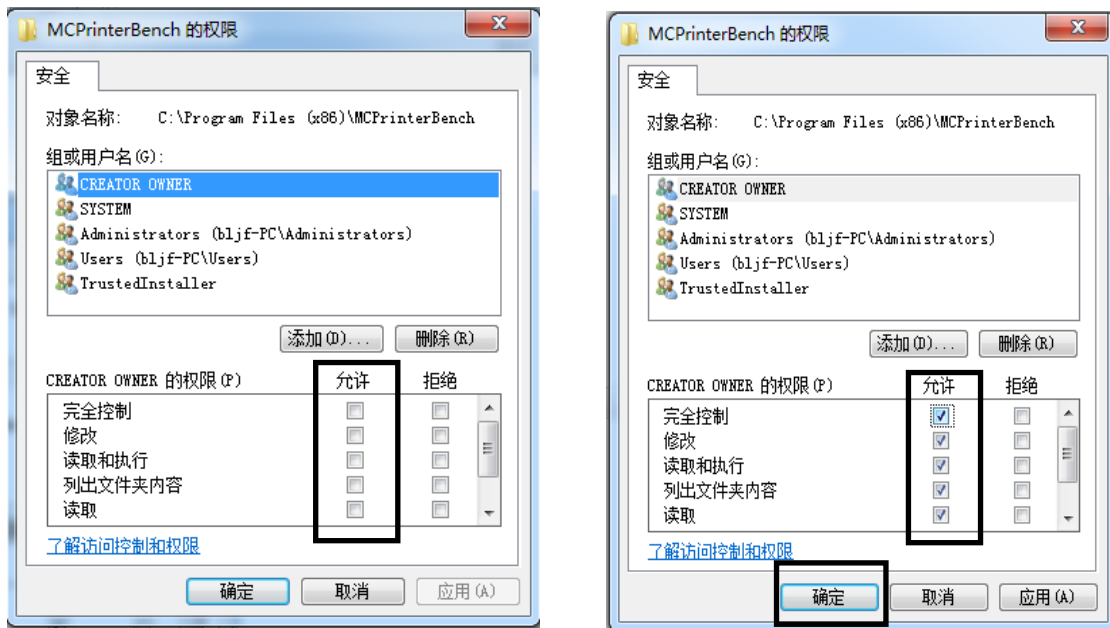 MCPrinterBench 的权限
安全
对象名称: C:\Program Files (x86)\MCPrinterBench
组或用户名(G):
CREATOR OWNER
SYSTEM
Administrators (bljf-PC\Administrators)
Users (bljf-PC\Users)
TrustedInstaller
添加(D)... 删除(R)
CREATOR OWNER 的权限(P) 允许 拒绝
完全控制
修改
读取和执行
列出文件夹内容
读取
了解访问控制和权限
确定 取消 应用(A)
MCPrinterBench 的权限
安全
对象名称: C:\Program Files (x86)\MCPrinterBench
组或用户名(G):
CREATOR OWNER
SYSTEM
Administrators (bljf-PC\Administrators)
Users (bljf-PC\Users)
TrustedInstaller
添加(D)... 删除(R)
CREATOR OWNER 的权限(P) 允许 拒绝
完全控制
修改
读取和执行
列出文件夹内容
读取
了解访问控制和权限
确定 取消 应用(A)